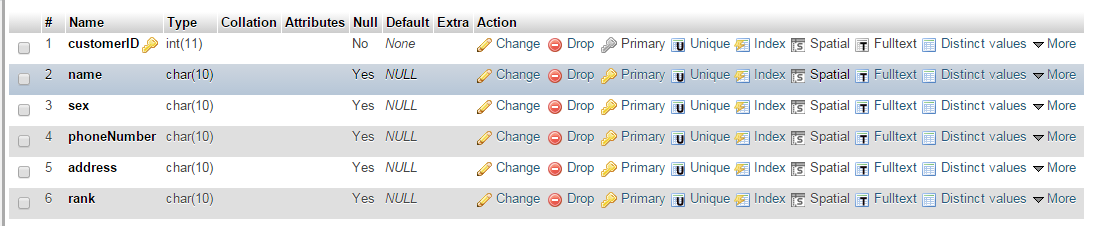 # Name Type Collation Attributes Null Default Extra Action
1 customerID int(11) No None Change Drop Primary Unique Index Spatial Fulltext Distinct values More
2 name char(10) Yes NULL Change Drop Primary Unique Index Spatial Fulltext Distinct values More
3 sex char(10) Yes NULL Change Drop Primary Unique Index Spatial Fulltext Distinct values More
4 phoneNumber char(10) Yes NULL Change Drop Primary Unique Index Spatial Fulltext Distinct values More
5 address char(10) Yes NULL Change Drop Primary Unique Index Spatial Fulltext Distinct values More
6 rank char(10) Yes NULL Change Drop Primary Unique Index Spatial Fulltext Distinct values More